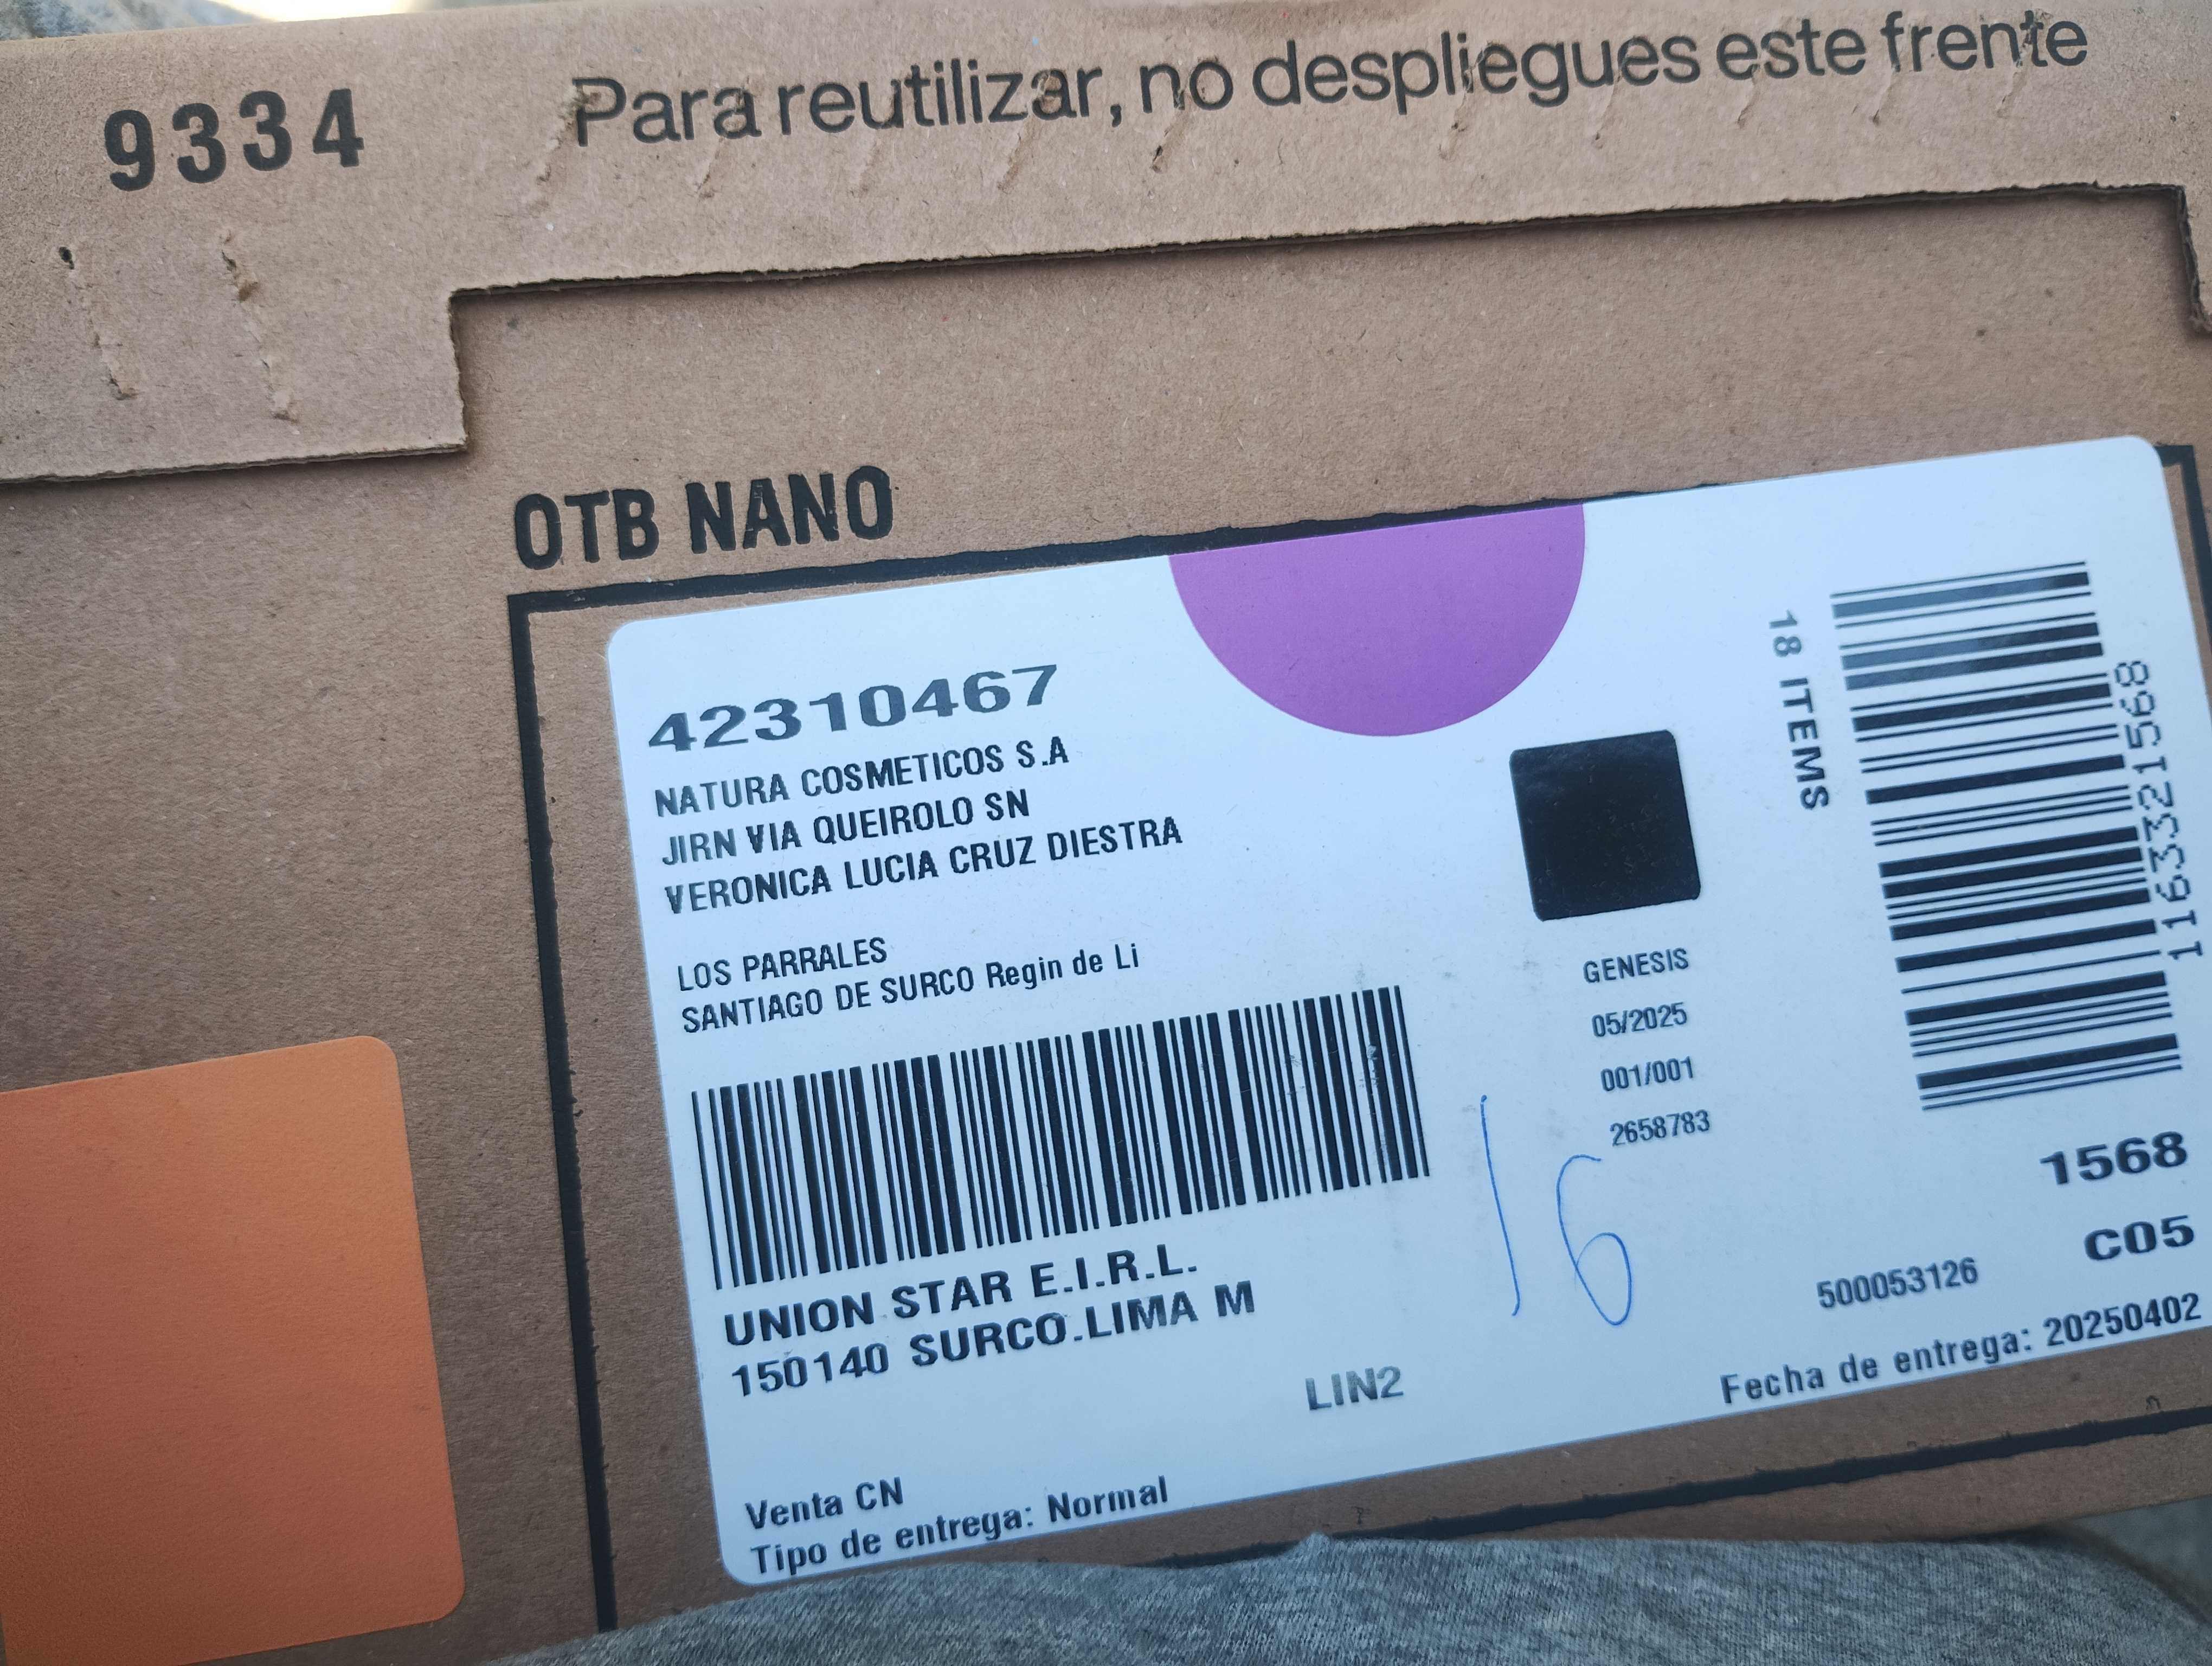 9334
Para reutilizar, no despliegues este frente
OTB NANO
42310467
NATURA COSMETICOS S.A
JIRN VIA QUEIROLO SN
VERONICA LUCIA CRUZ DIESTRA
LOS PARRALES
SANTIAGO DE SURCO Regin de Li
UNION STAR E.I.R.L.
150140 SURCO.LIMA M
LIN2
Venta CN
Tipo de entrega: Normal
GENESIS
05/2025
001/001
2658783
16
18 ITEMS
1163321568
1568
C05
500053126
Fecha de entrega: 20250402